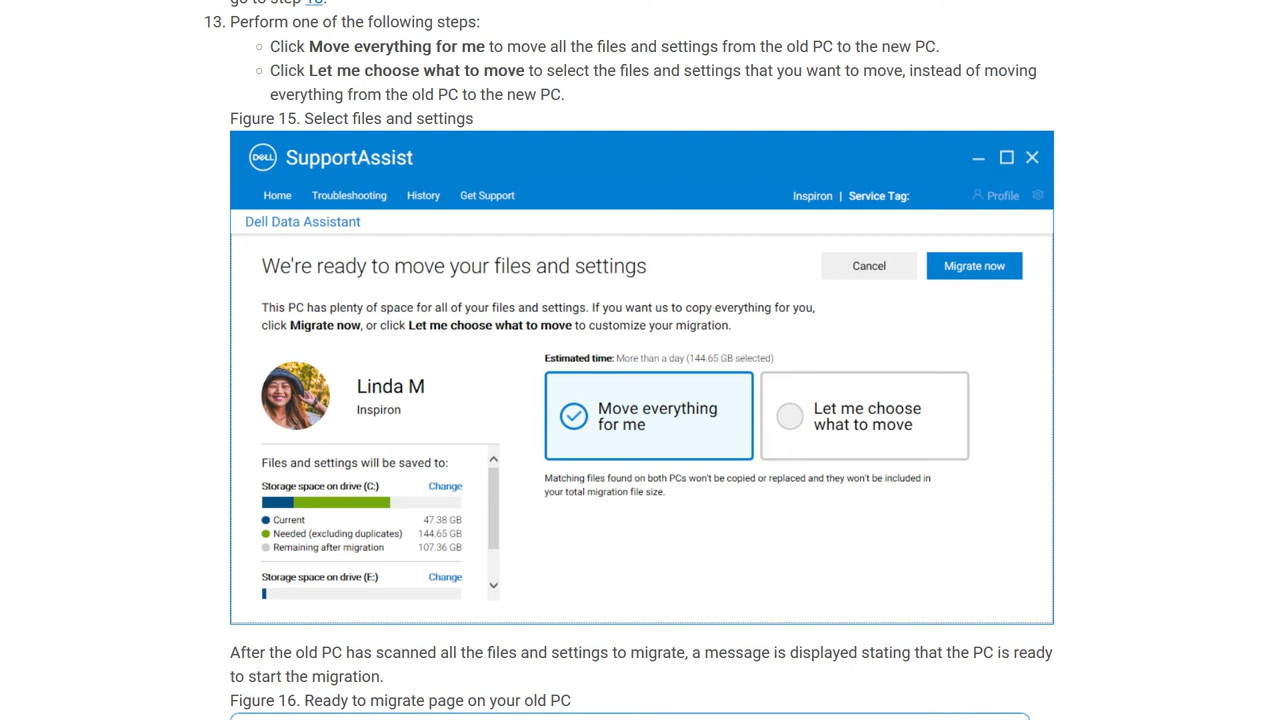 go to step 18.
13. Perform one of the following steps:
Click Move everything for me to move all the files and settings from the old PC to the new PC.
Click Let me choose what to move to select the files and settings that you want to move, instead of moving
everything from the old PC to the new PC.
Figure 15. Select files and settings
DELL SupportAssist
Home Troubleshooting History Get Support Inspiron | Service Tag: Profile
Dell Data Assistant
We're ready to move your files and settings Cancel Migrate now
This PC has plenty of space for all of your files and settings. If you want us to copy everything for you,
click Migrate now, or click Let me choose what to move to customize your migration.
Estimated time: More than a day (144.65 GB selected)
Linda M
Inspiron
Move everything
for me
Let me choose
what to move
Matching files found on both PCs won't be copied or replaced and they won't be included in
your total migration file size.
Files and settings will be saved to:
Storage space on drive (C:) Change
Current 47.38 GB
Needed (excluding duplicates) 144.65 GB
Remaining after migration 107.36 GB
Storage space on drive (E:) Change
After the old PC has scanned all the files and settings to migrate, a message is displayed stating that the PC is ready
to start the migration.
Figure 16. Ready to migrate page on your old PC